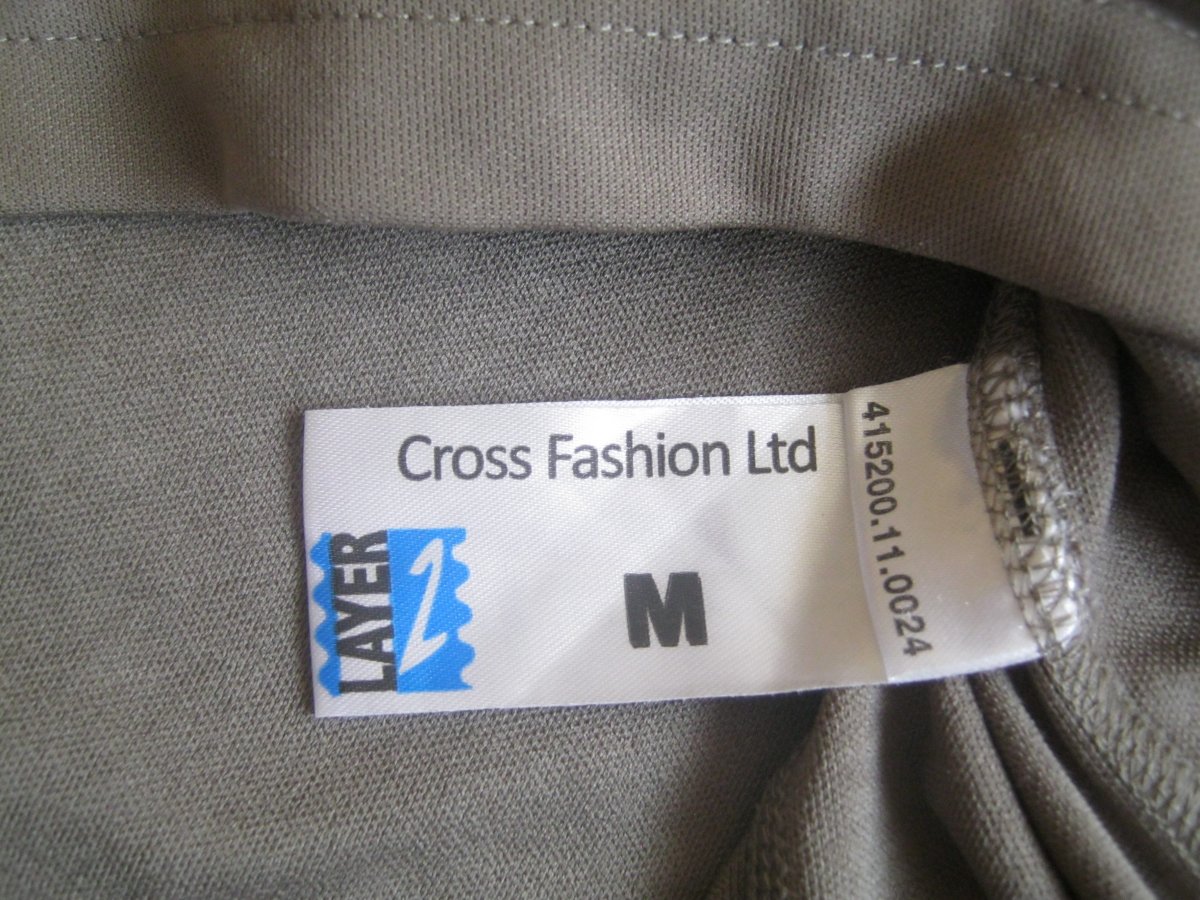 Cross Fashion Ltd
LAYER 2
M
415200.11.0024